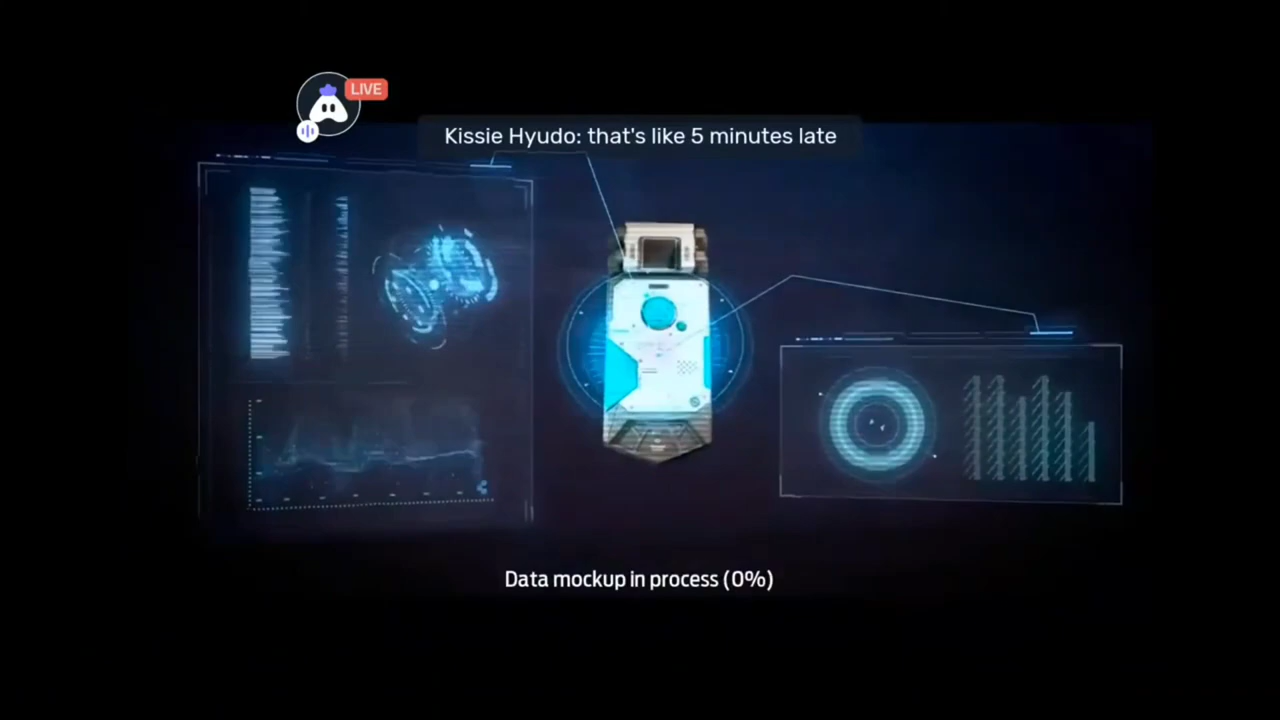 LIVE
Kissie Hyudo: that's like 5 minutes late
Data mockup in process (0%)